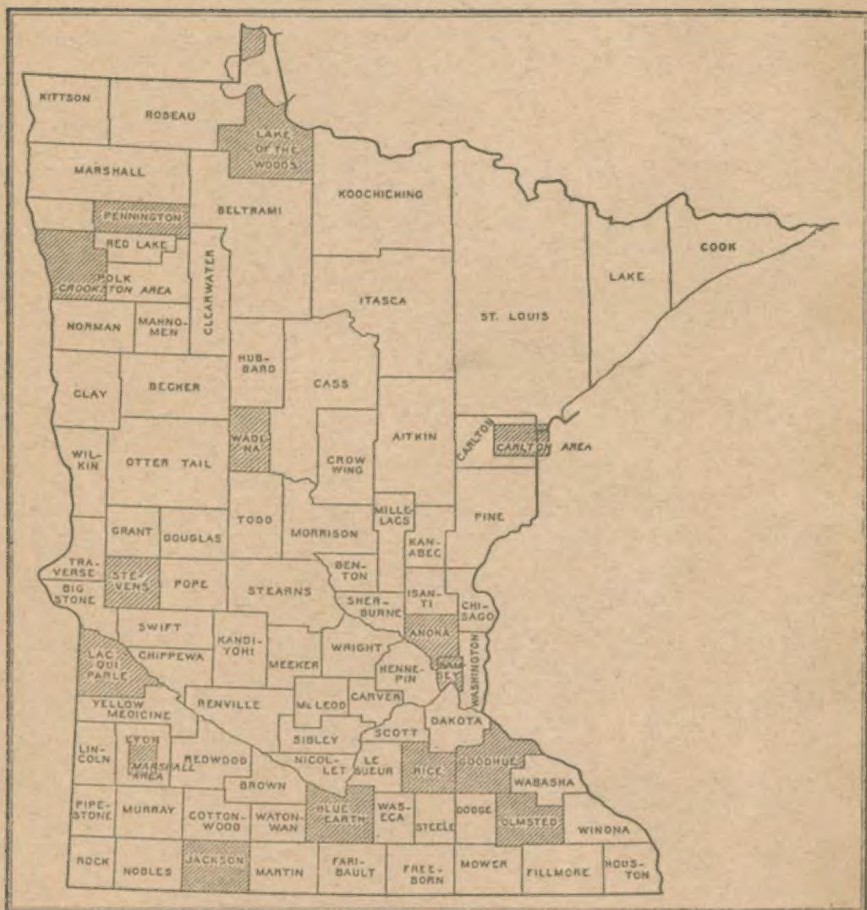 KITTSON
ROSEAU
LAKE
OF THE
WOODS
MARSHALL
KOOCHICHING
BELTRAMI
PENNINGTON
RED LAKE
COOK
LAKE
POLK
CROOKSTON AREA
CLEARWATER
ITASCA
ST. LOUIS
NORMAN
MAHNO-
MEN
HUB-
BARD
CASS
CLAY
BECKER
AITKIN
CARLTON
CARLTON AREA
WADE-
NA
CROW
WING
WIL-
KIN
OTTER TAIL
MILLE
LACS
PINE
TODD
MORRISON
GRANT
DOUGLAS
KAN-
ABEC
TRA-
VERSE
BEN-
TON
STE-
VENS
POPE
STEARNS
ISAN-
TI
CHI-
SAGO
BIG
STONE
SHER-
BURNE
SWIFT
ANOKA
KANDI-
YOHI
WRIGHT
LAC
QUI
PARLE
CHIPPEWA
MEEKER
HENNE-
PIN
RAM-
SEY
WASHINGTON
CARVER
RENVILLE
MCLEOD
YELLOW
MEDICINE
DAKOTA
SCOTT
SIBLEY
LIN-
COLN
LYON
MARSHALL
AREA
REDWOOD
NICOL-
LET
LE
SUEUR
RICE
GOODHUE
WABASHA
BROWN
PIPE-
STONE
MURRAY
COTTON-
WOOD
WATON-
WAN
BLUE
EARTH
WAS-
ECA
STEELE
DODGE
OLMSTED
WINONA
ROCK
NOBLES
JACKSON
MARTIN
FARI-
BAULT
FREE-
BORN
MOWER
FILLMORE
HOUS-
TON